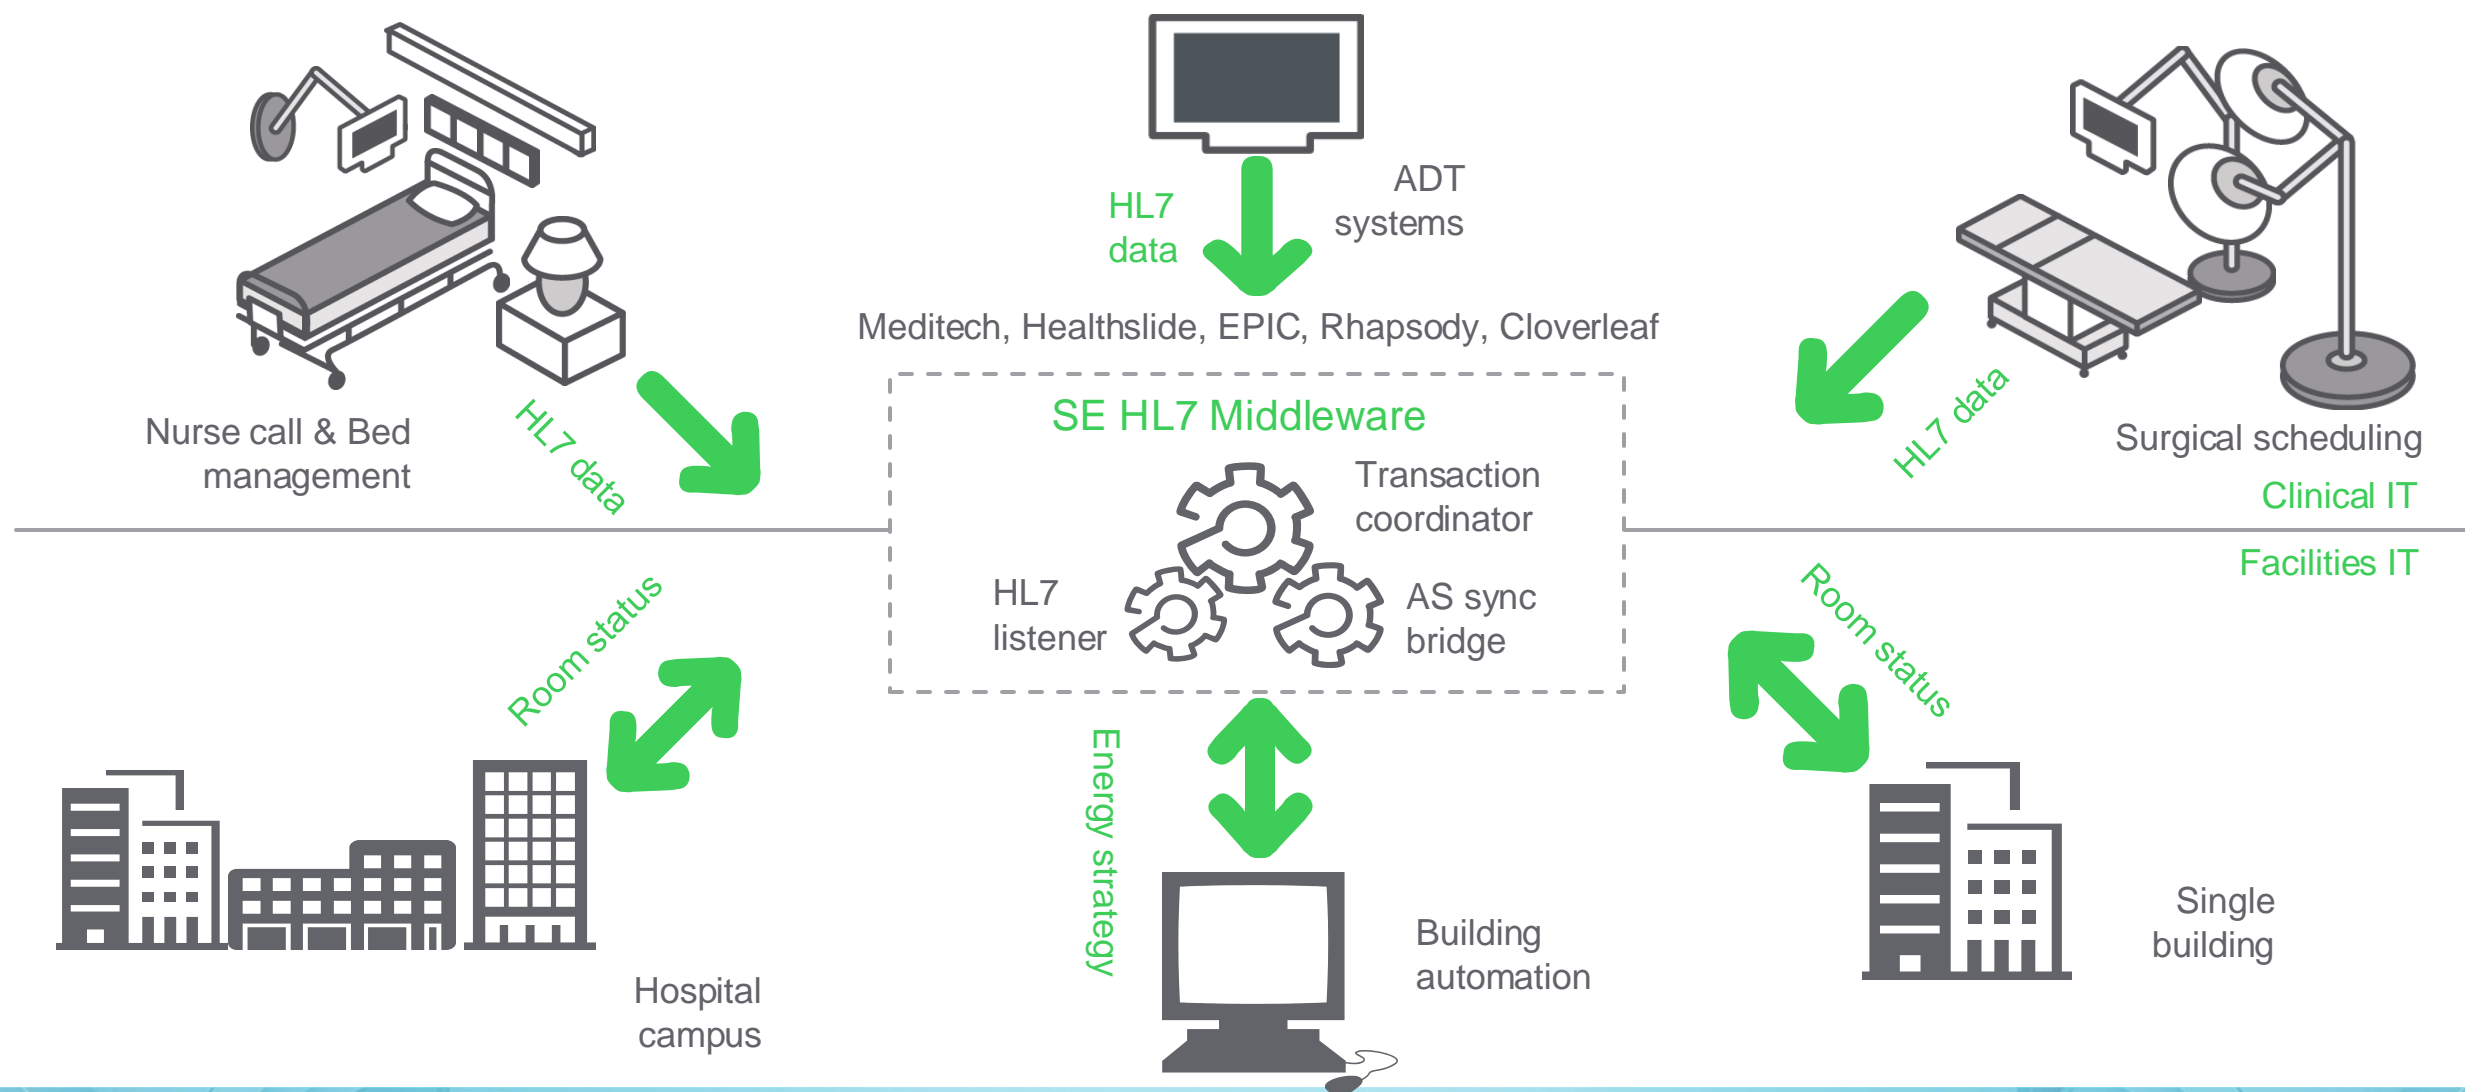 ADT
systems
HL7
data
Meditech, Healthslide, EPIC, Rhapsody, Cloverleaf
Nurse call & Bed
management
HL7 data
SE HL7 Middleware
Transaction
coordinator
HL7
listener
AS sync
bridge
HL7 data
Surgical scheduling
Clinical IT
Facilities IT
Room status
Room status
Energy strategy
Hospital
campus
Building
automation
Single
building